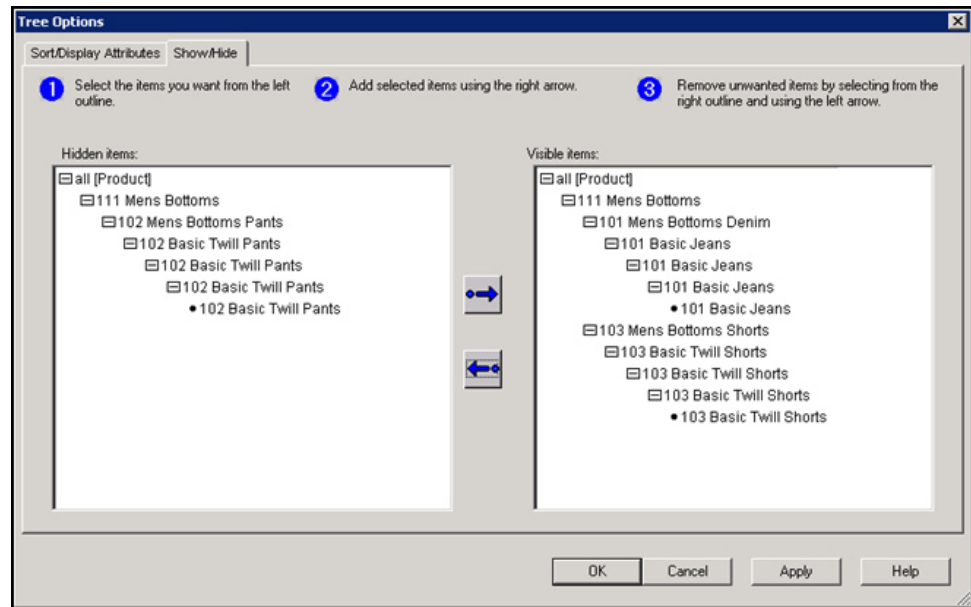 Tree Options
Sort/Display Attributes Show/Hide
1 Select the items you want from the left
outline.
2 Add selected items using the right arrow.
3 Remove unwanted items by selecting from the
right outline and using the left arrow.
Hidden items:
all [Product]
111 Mens Bottoms
102 Mens Bottoms Pants
102 Basic Twill Pants
102 Basic Twill Pants
102 Basic Twill Pants
102 Basic Twill Pants
Visible items:
all [Product]
111 Mens Bottoms
101 Mens Bottoms Denim
101 Basic Jeans
101 Basic Jeans
101 Basic Jeans
101 Basic Jeans
103 Mens Bottoms Shorts
103 Basic Twill Shorts
103 Basic Twill Shorts
103 Basic Twill Shorts
103 Basic Twill Shorts
OK Cancel Apply Help